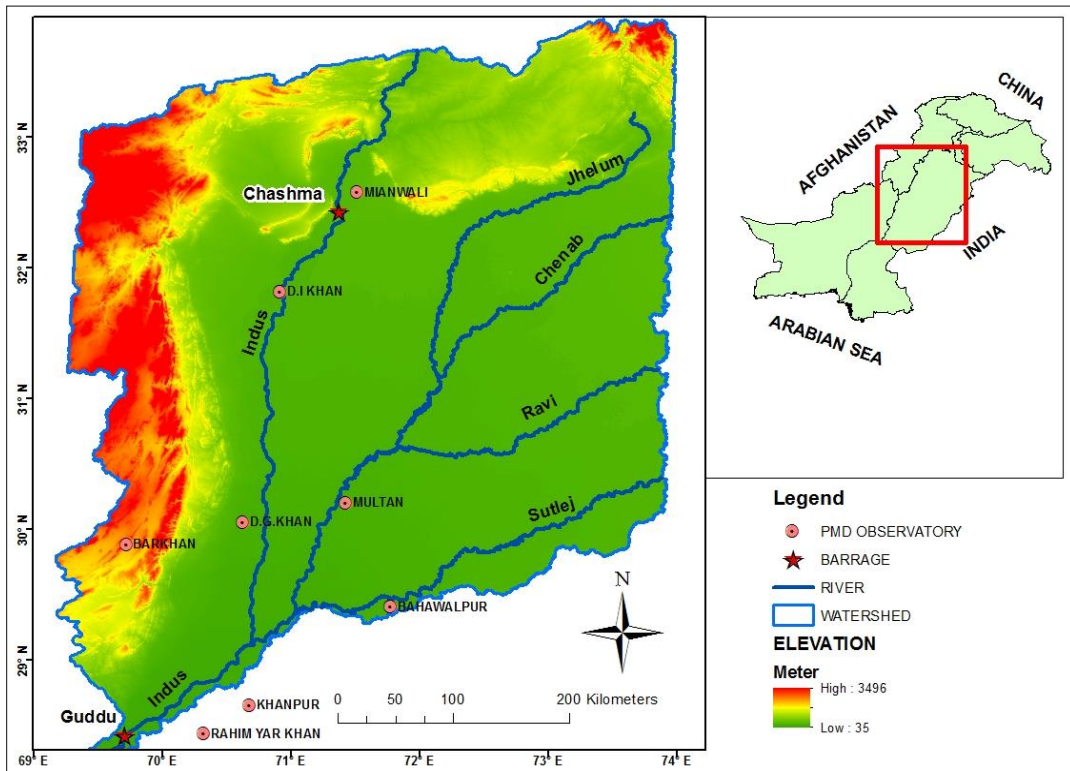 33°N
32°N
31°N
30°N
29°N
69°E
70°E
71°E
72°E
73°E
74°E
Chashma
MIANWALI
Jhelum
Chenab
D.I KHAN
Indus
Ravi
MULTAN
Sutlej
D.G.KHAN
BARKHAN
BAHAWALPUR
N
Indus
Guddu
KHANPUR
RAHIM YAR KHAN
0 50 100 200 Kilometers
CHINA
AFGHANISTAN
INDIA
ARABIAN SEA
Legend
PMD OBSERVATORY
BARRAGE
RIVER
WATERSHED
ELEVATION
Meter
High : 3496
Low : 35